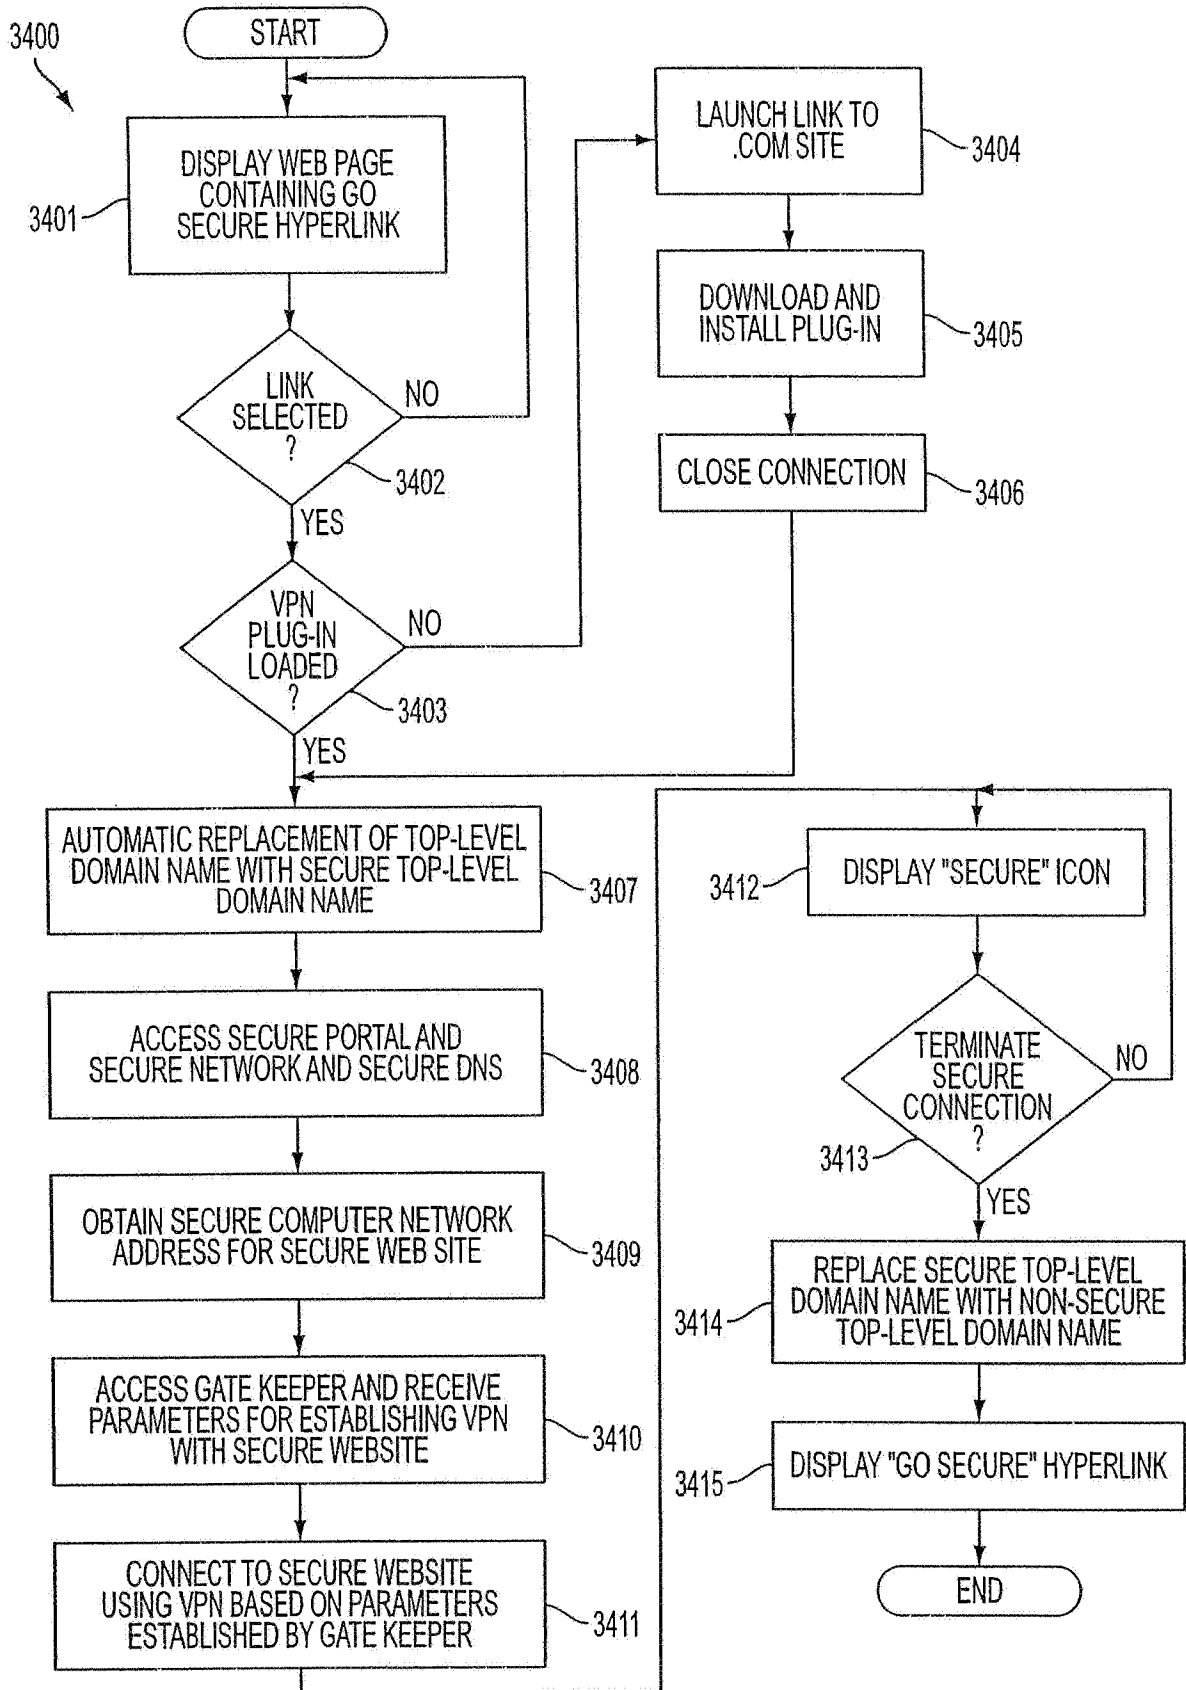 3400
START
DISPLAY WEB PAGE
CONTAINING GO
SECURE HYPERLINK
3401
LINK
SELECTED
?
NO
3402
YES
VPN
PLUG-IN
LOADED
?
NO
3403
YES
LAUNCH LINK TO
.COM SITE
3404
DOWNLOAD AND
INSTALL PLUG-IN
3405
CLOSE CONNECTION
3406
AUTOMATIC REPLACEMENT OF TOP-LEVEL
DOMAIN NAME WITH SECURE TOP-LEVEL
DOMAIN NAME
3407
ACCESS SECURE PORTAL AND
SECURE NETWORK AND SECURE DNS
3408
OBTAIN SECURE COMPUTER NETWORK
ADDRESS FOR SECURE WEB SITE
3409
ACCESS GATE KEEPER AND RECEIVE
PARAMETERS FOR ESTABLISHING VPN
WITH SECURE WEBSITE
3410
CONNECT TO SECURE WEBSITE
USING VPN BASED ON PARAMETERS
ESTABLISHED BY GATE KEEPER
3411
DISPLAY "SECURE" ICON
3412
TERMINATE
SECURE
CONNECTION
?
NO
3413
YES
REPLACE SECURE TOP-LEVEL
DOMAIN NAME WITH NON-SECURE
TOP-LEVEL DOMAIN NAME
3414
DISPLAY "GO SECURE" HYPERLINK
3415
END